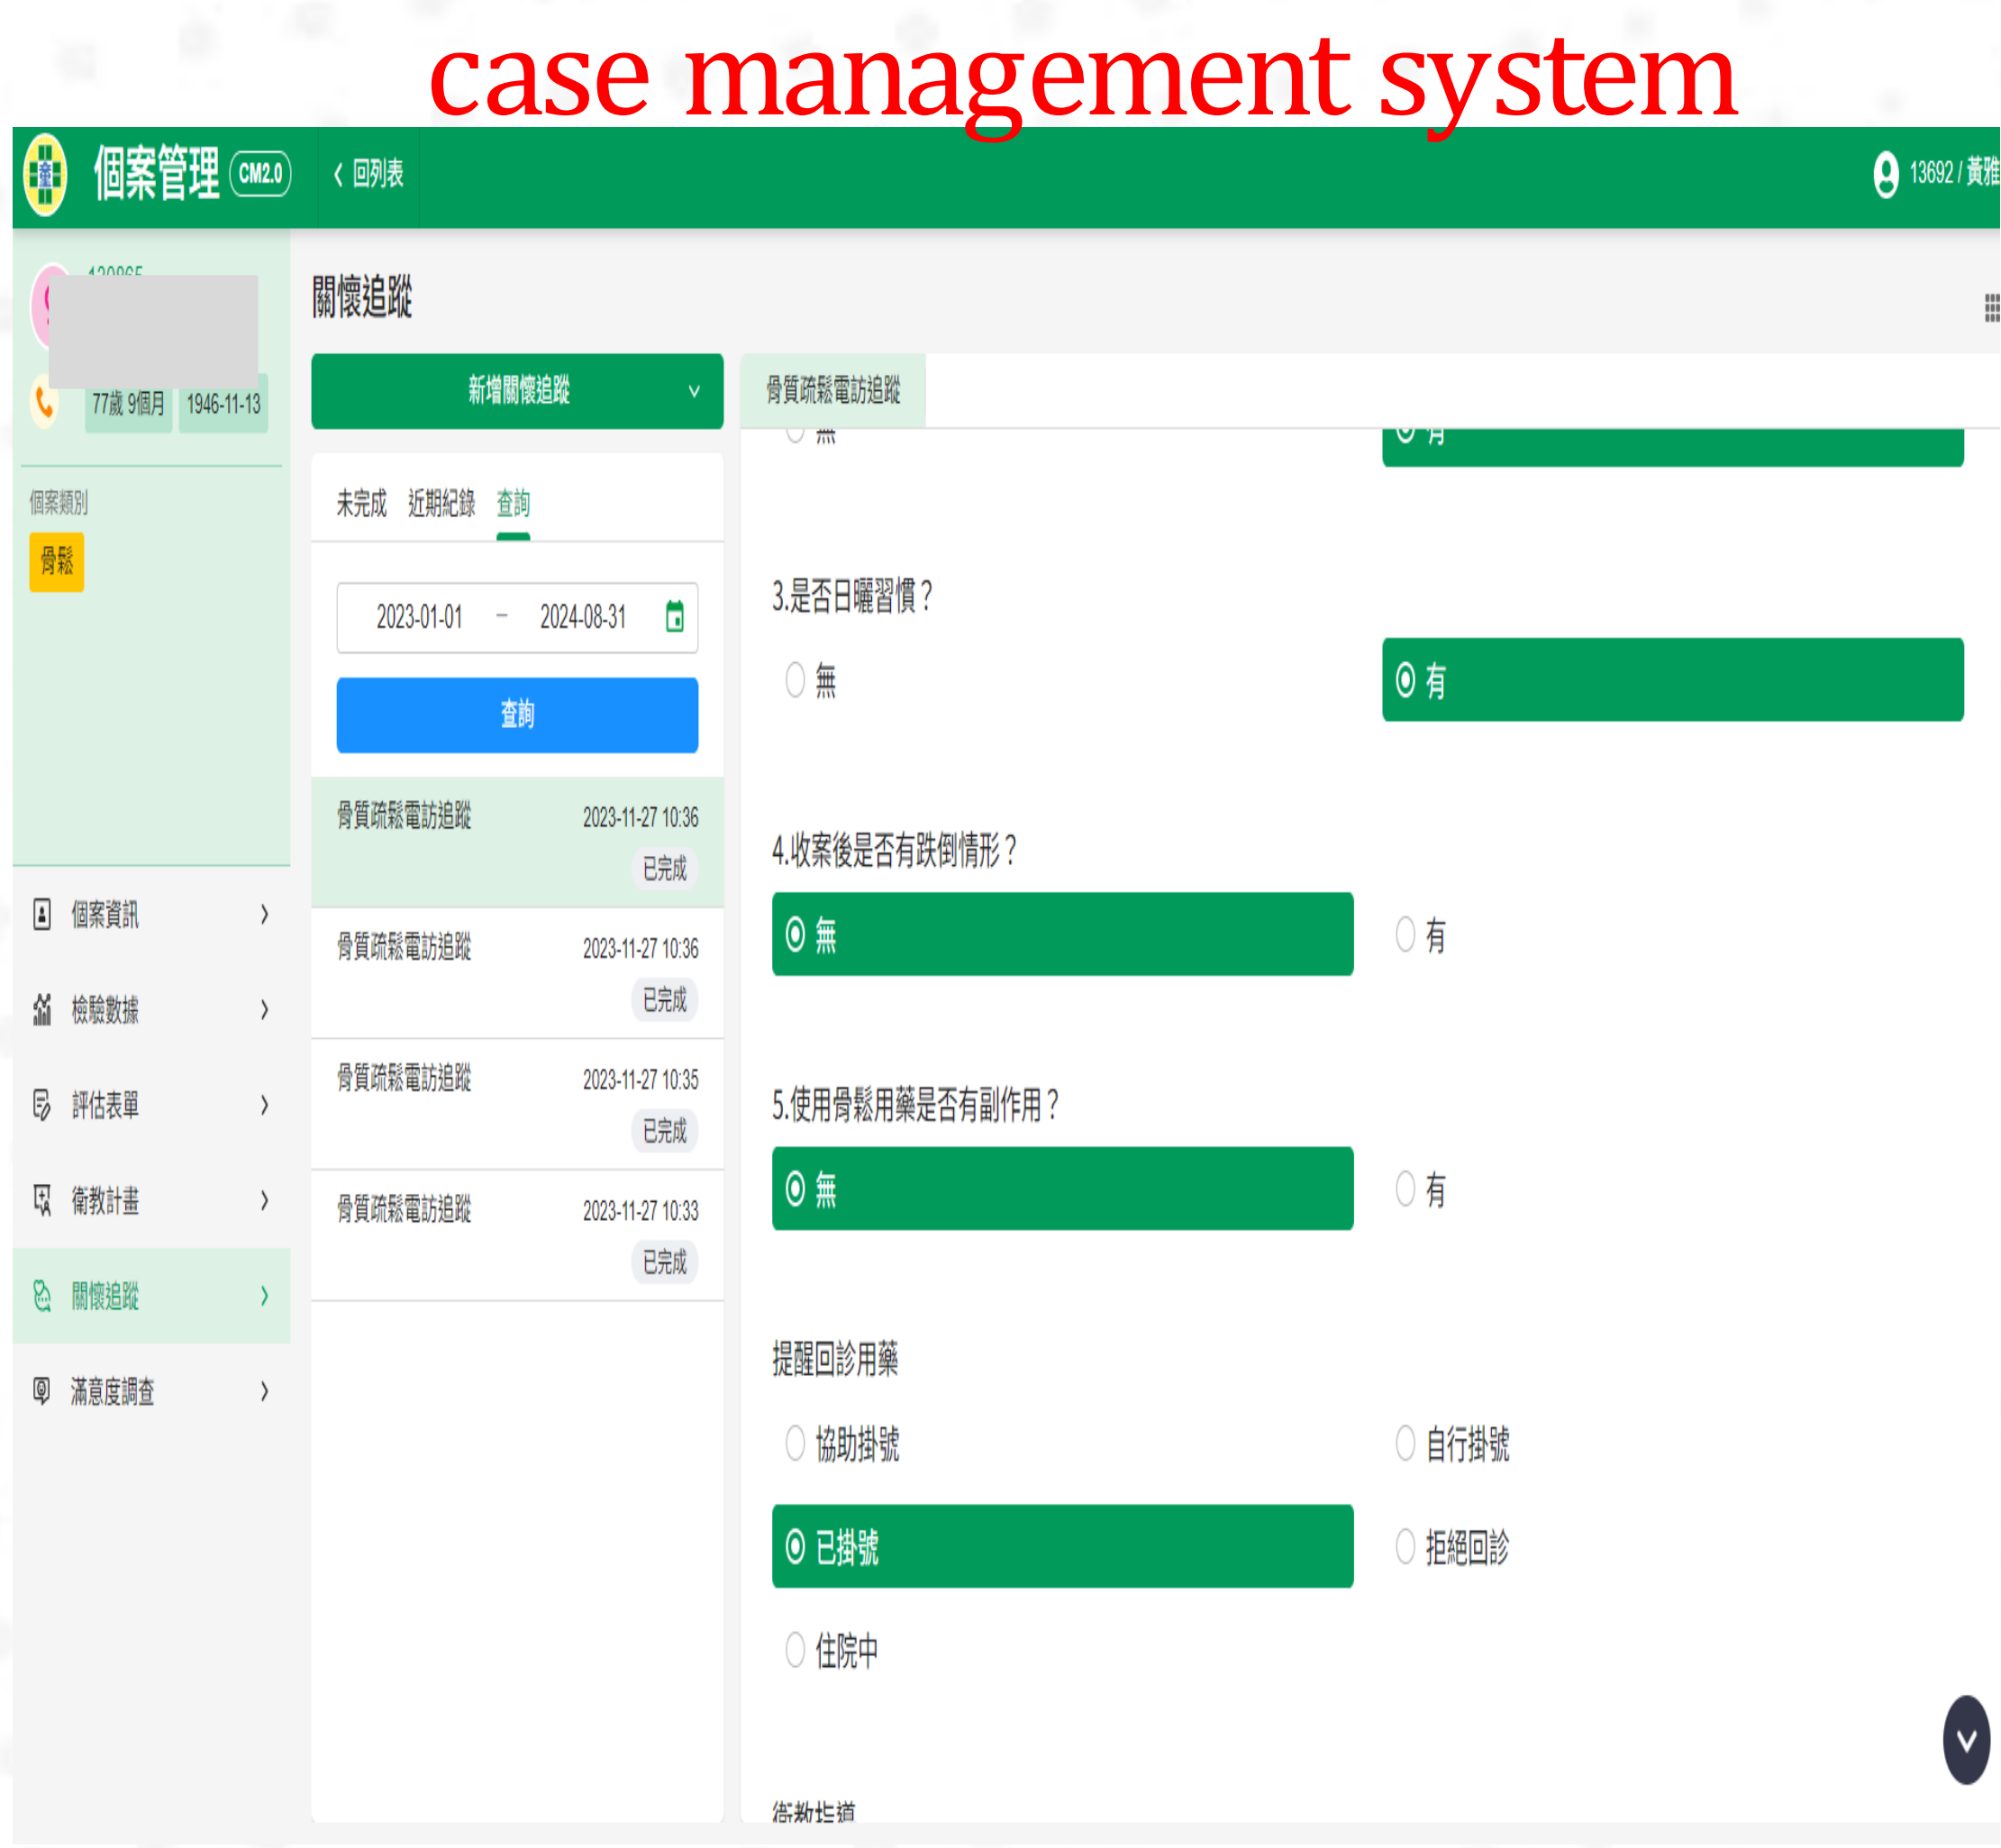 case management system
童
個案管理 CM2.0
回列表
13692 / 黃雅
77歲 9個月
1946-11-13
個案類別
骨鬆
個案資訊
檢驗數據
評估表單
衛教計畫
關懷追蹤
滿意度調查
關懷追蹤
新增關懷追蹤
未完成 近期紀錄 查詢
2023-01-01 – 2024-08-31
查詢
骨質疏鬆電訪追蹤 2023-11-27 10:36
已完成
骨質疏鬆電訪追蹤 2023-11-27 10:36
已完成
骨質疏鬆電訪追蹤 2023-11-27 10:35
已完成
骨質疏鬆電訪追蹤 2023-11-27 10:33
已完成
骨質疏鬆電訪追蹤
無 有
3.是否日曬習慣？
無 有
4.收案後是否有跌倒情形？
無 有
5.使用骨鬆用藥是否有副作用？
無 有
提醒回診用藥
協助掛號 自行掛號
已掛號 拒絕回診
住院中
衛教指導